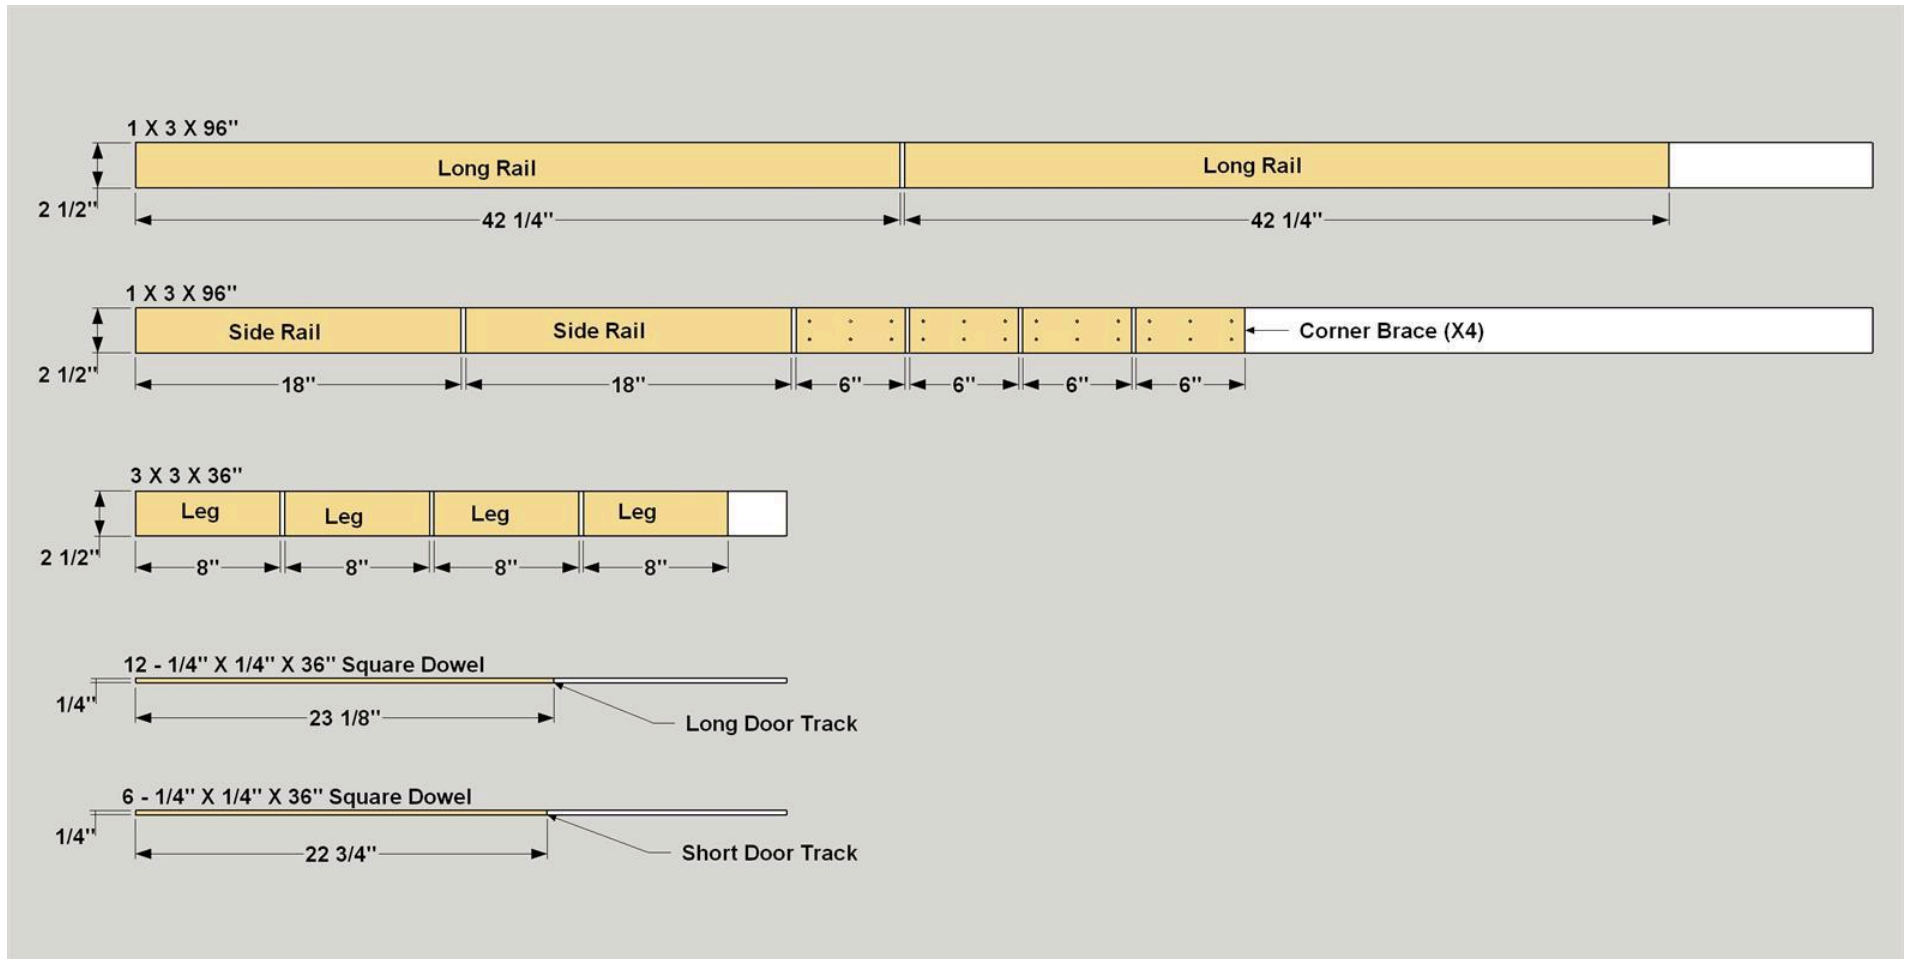 1 X 3 X 96"
Long Rail
Long Rail
2 1/2"
42 1/4"
42 1/4"
1 X 3 X 96"
Side Rail
Side Rail
Corner Brace (X4)
2 1/2"
18"
18"
6"
6"
6"
6"
3 X 3 X 36"
Leg
Leg
Leg
Leg
2 1/2"
8"
8"
8"
8"
12 - 1/4" X 1/4" X 36" Square Dowel
1/4"
23 1/8"
Long Door Track
6 - 1/4" X 1/4" X 36" Square Dowel
1/4"
22 3/4"
Short Door Track